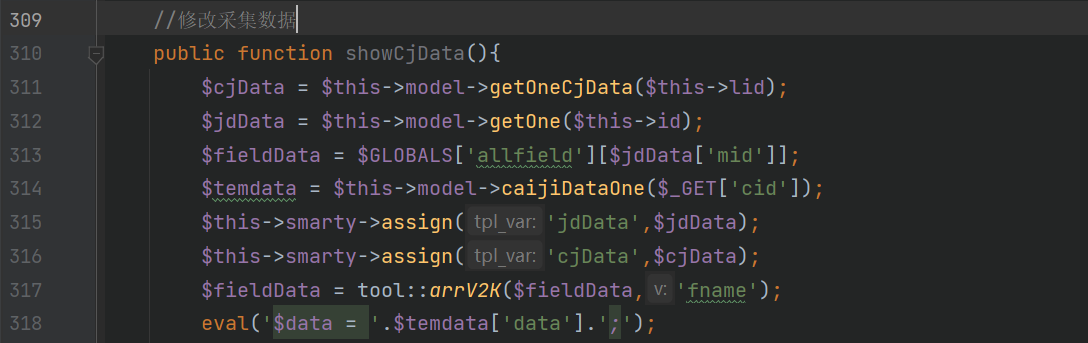 309 //修改采集数据
310 public function showCjData(){
311 $cjData = $this->model->getOneCjData($this->lid);
312 $jdData = $this->model->getOne($this->id);
313 $fieldData = $GLOBALS['allfield'][$jdData['mid']];
314 $temdata = $this->model->caijiDataOne($_GET['cid']);
315 $this->smarty->assign( tpl_var: 'jdData',$jdData);
316 $this->smarty->assign( tpl_var: 'cjData',$cjData);
317 $fieldData = tool::arrV2K($fieldData, v: 'fname');
318 eval('$data = '.$temdata['data'].';');